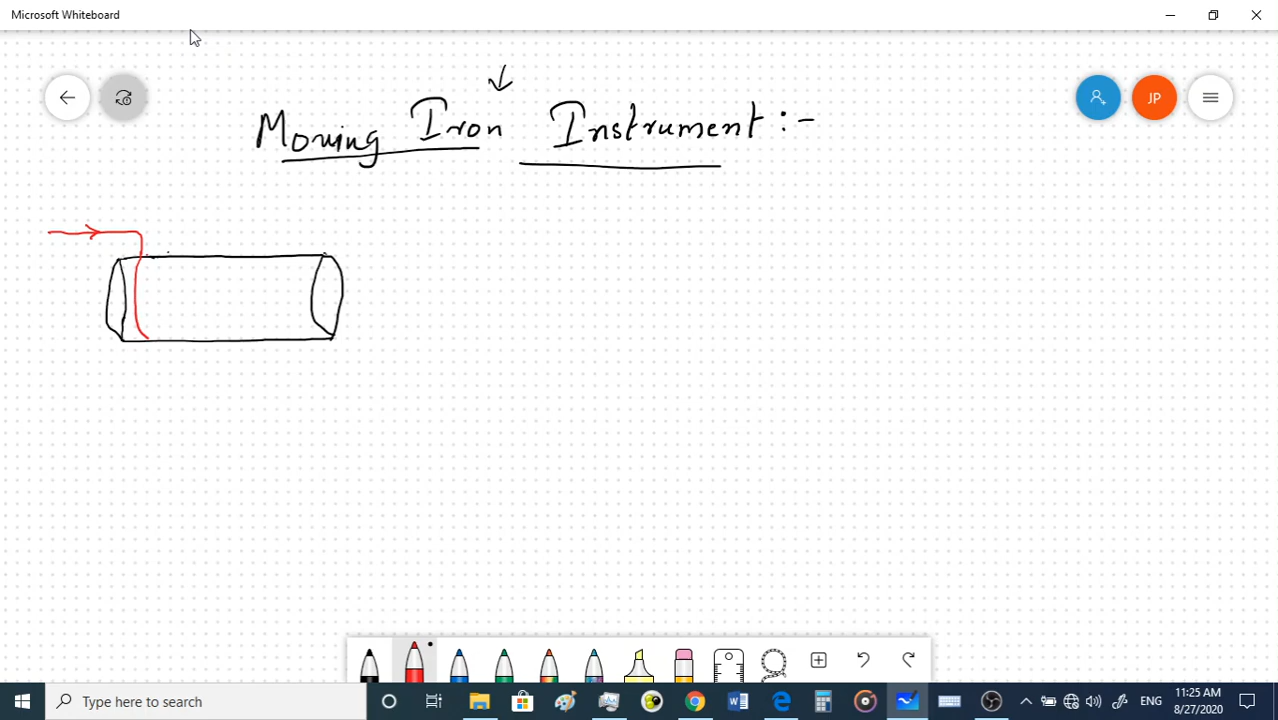 Microsoft Whiteboard
JP
Moving Iron Instrument :-
Type here to search
ENG
11:25 AM
8/27/2020